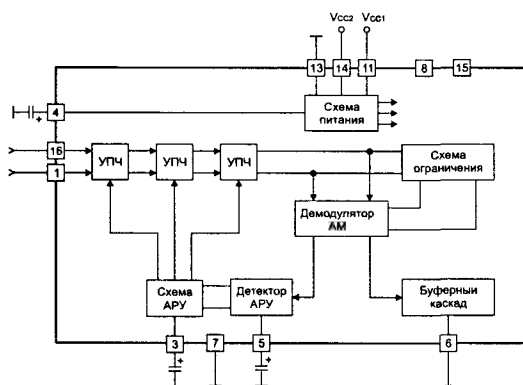 Vcc2 Vcc1
13 14 11 8 15
4
+
Схема
питания
16
1
УПЧ УПЧ УПЧ
Схема
ограничения
Демодулятор
АМ
Схема
АРУ
Детектор
АРУ
Буферный
каскад
3 7 5 6
+ +